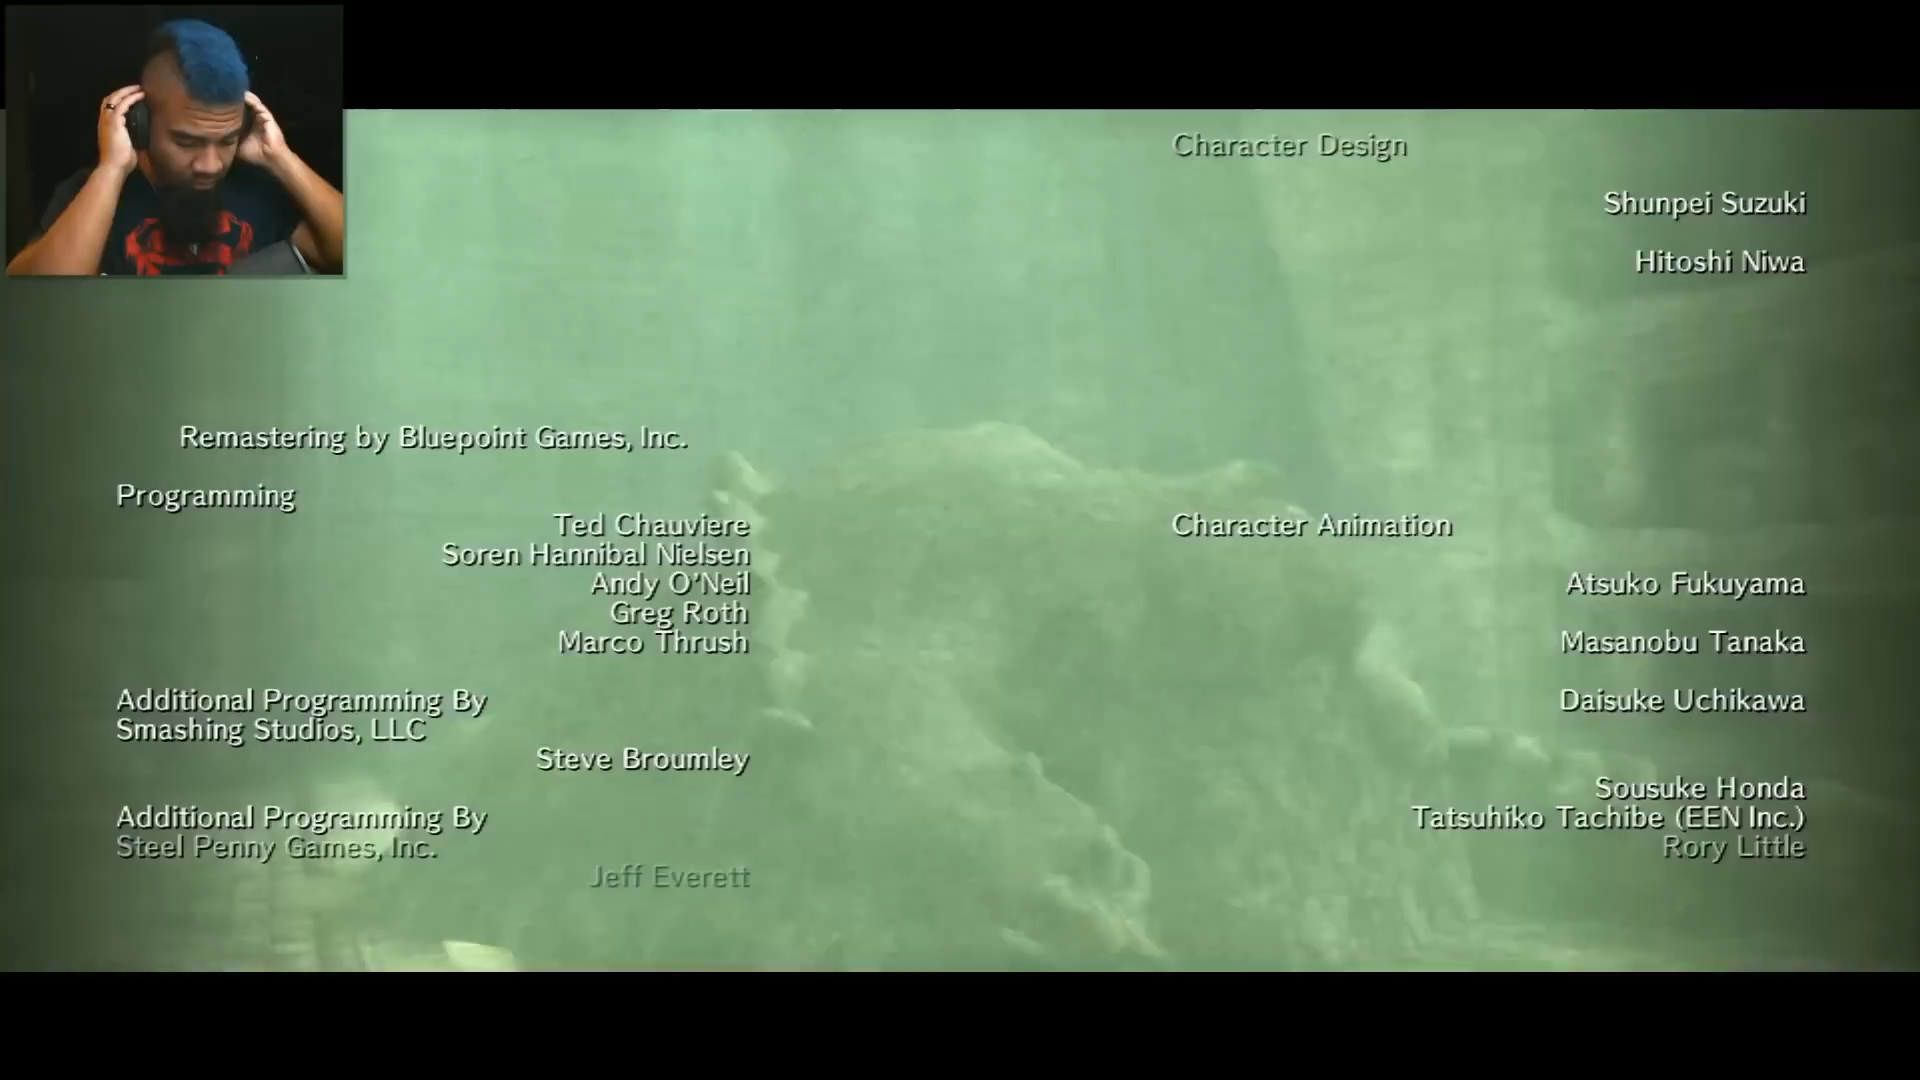 Remastering by Bluepoint Games, Inc.
Programming
Ted Chauviere
Soren Hannibal Nielsen
Andy O'Neil
Greg Roth
Marco Thrush
Additional Programming By
Smashing Studios, LLC
Steve Broumley
Additional Programming By
Steel Penny Games, Inc.
Jeff Everett
Character Design
Shunpei Suzuki
Hitoshi Niwa
Character Animation
Atsuko Fukuyama
Masanobu Tanaka
Daisuke Uchikawa
Sousuke Honda
Tatsuhiko Tachibe (EEN Inc.)
Rory Little